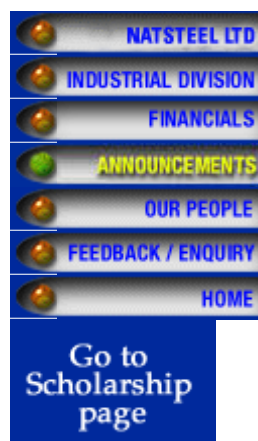 NATSTEEL LTD
INDUSTRIAL DIVISION
FINANCIALS
ANNOUNCEMENTS
OUR PEOPLE
FEEDBACK / ENQUIRY
HOME
Go to
Scholarship
page